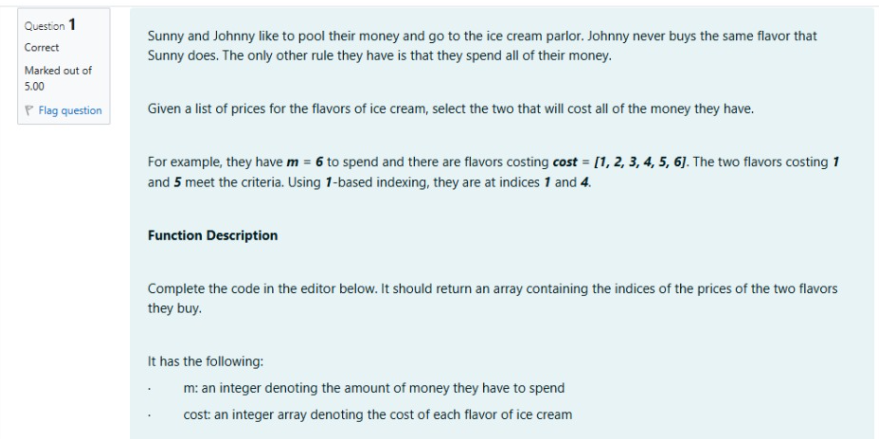 Question 1
Correct
Marked out of
5.00
Flag question
Sunny and Johnny like to pool their money and go to the ice cream parlor. Johnny never buys the same flavor that
Sunny does. The only other rule they have is that they spend all of their money.
Given a list of prices for the flavors of ice cream, select the two that will cost all of the money they have.
For example, they have m = 6 to spend and there are flavors costing cost = [1, 2, 3, 4, 5, 6]. The two flavors costing 1
and 5 meet the criteria. Using 1-based indexing, they are at indices 1 and 4.
Function Description
Complete the code in the editor below. It should return an array containing the indices of the prices of the two flavors
they buy.
It has the following:
· m: an integer denoting the amount of money they have to spend
· cost: an integer array denoting the cost of each flavor of ice cream